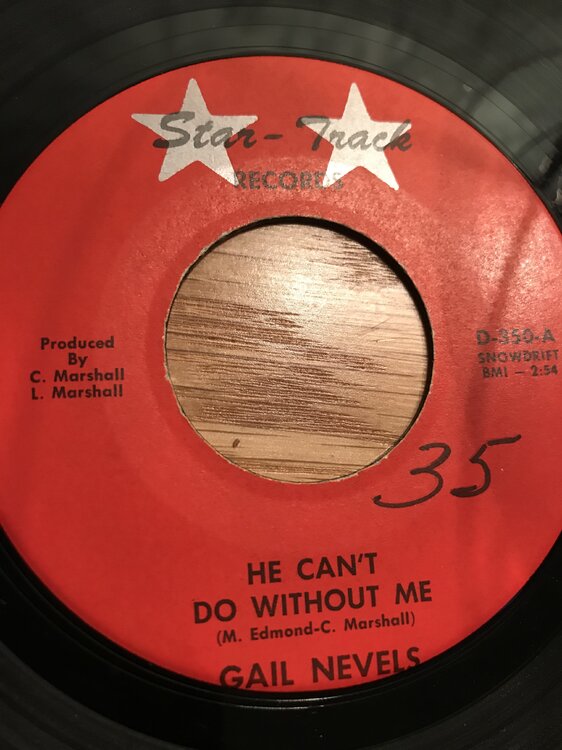 Star-Track
RECORDS
Produced
By
C. Marshall
L. Marshall
D-350-A
SNOWDRIFT
BMI — 2:54
35
HE CAN'T
DO WITHOUT ME
(M. Edmond-C. Marshall)
GAIL NEVELS